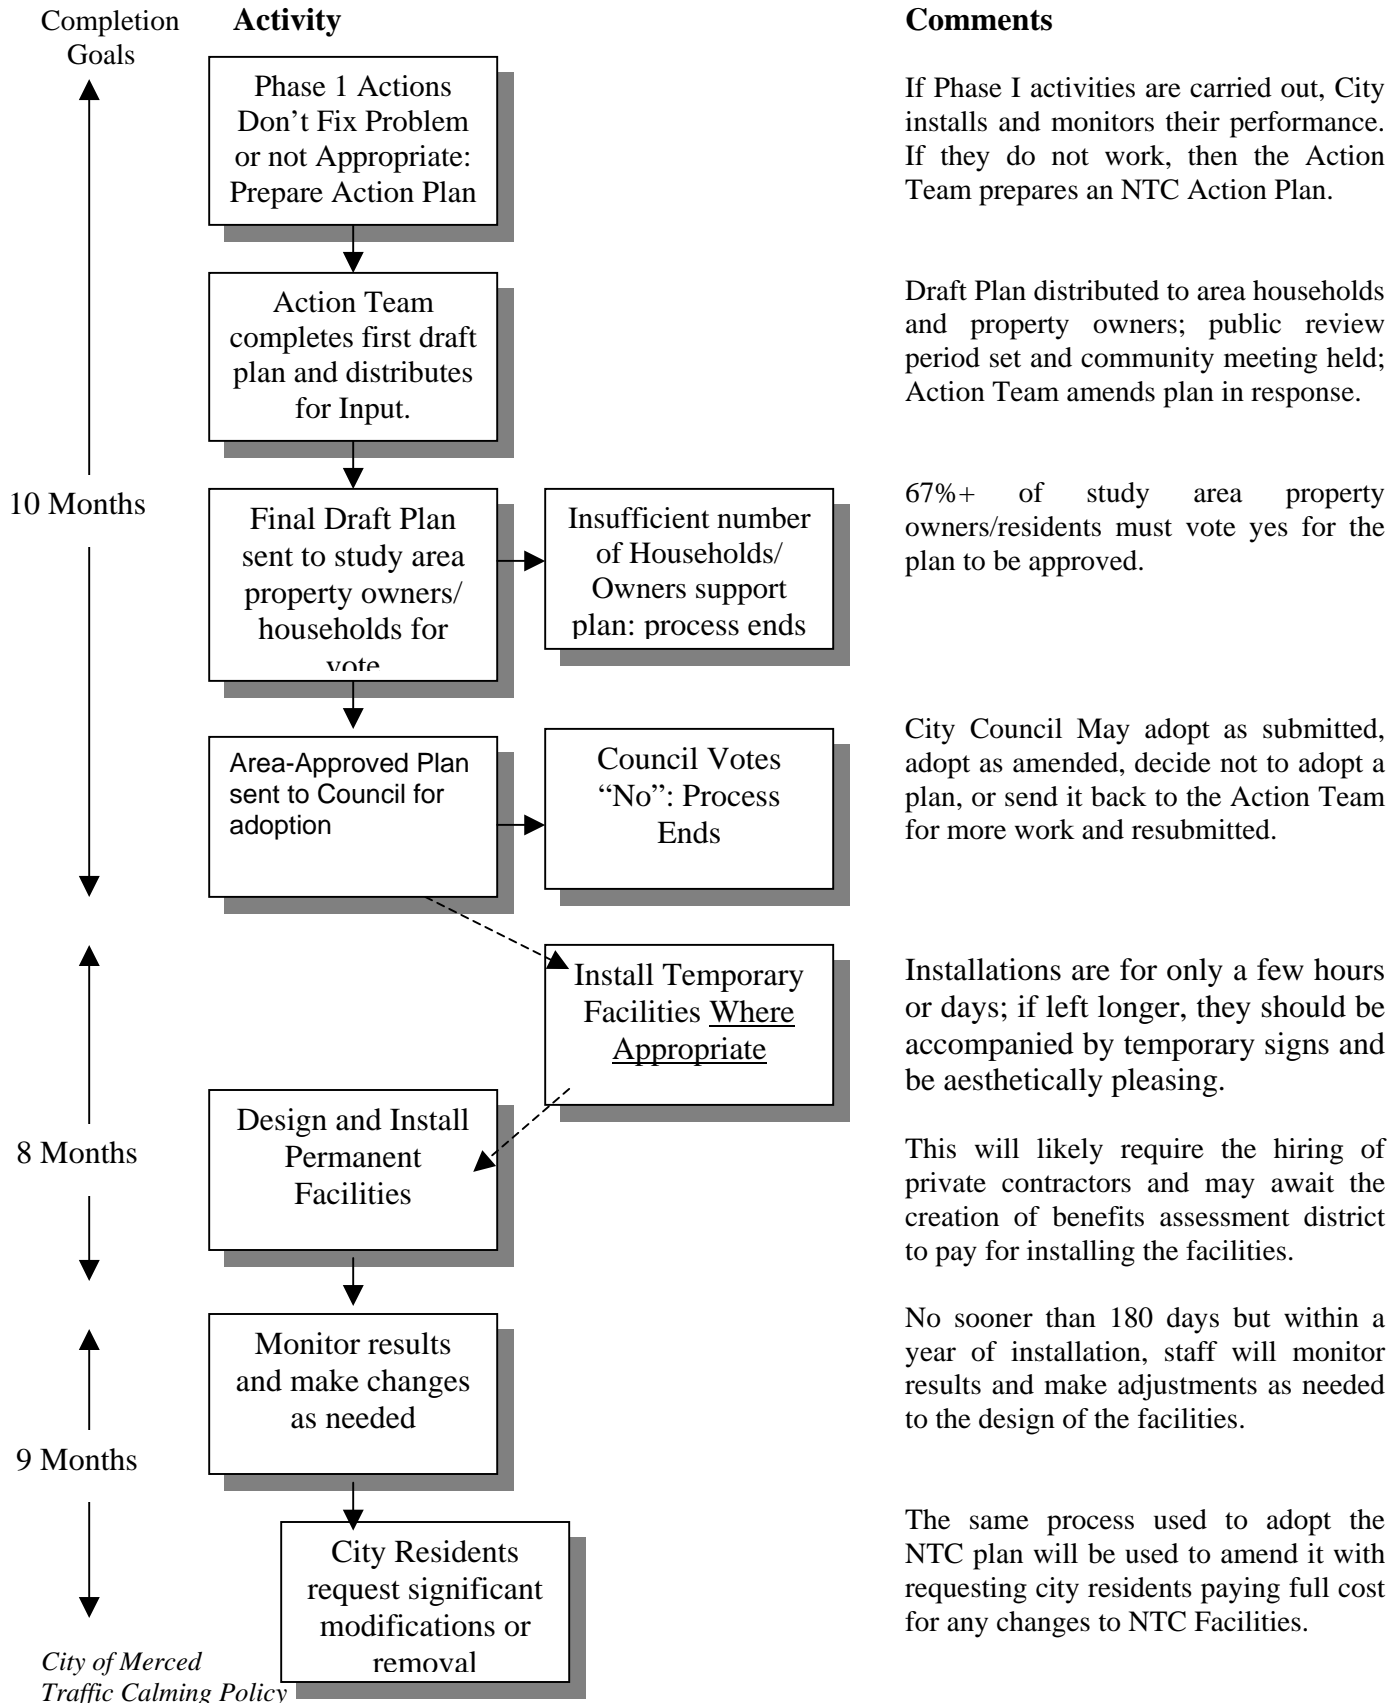 Completion
Goals
Activity
Comments
Phase 1 Actions
Don’t Fix Problem
or not Appropriate:
Prepare Action Plan
If Phase I activities are carried out, City
installs and monitors their performance.
If they do not work, then the Action
Team prepares an NTC Action Plan.
Action Team
completes first draft
plan and distributes
for Input.
Draft Plan distributed to area households
and property owners; public review
period set and community meeting held;
Action Team amends plan in response.
10 Months
Final Draft Plan
sent to study area
property owners/
households for
vote
Insufficient number
of Households/
Owners support
plan: process ends
67%+ of study area property
owners/residents must vote yes for the
plan to be approved.
Area-Approved Plan
sent to Council for
adoption
Council Votes
“No”: Process
Ends
City Council May adopt as submitted,
adopt as amended, decide not to adopt a
plan, or send it back to the Action Team
for more work and resubmitted.
Install Temporary
Facilities Where
Appropriate
Installations are for only a few hours
or days; if left longer, they should be
accompanied by temporary signs and
be aesthetically pleasing.
8 Months
Design and Install
Permanent
Facilities
This will likely require the hiring of
private contractors and may await the
creation of benefits assessment district
to pay for installing the facilities.
Monitor results
and make changes
as needed
No sooner than 180 days but within a
year of installation, staff will monitor
results and make adjustments as needed
to the design of the facilities.
9 Months
City Residents
request significant
modifications or
removal
The same process used to adopt the
NTC plan will be used to amend it with
requesting city residents paying full cost
for any changes to NTC Facilities.
City of Merced
Traffic Calming Policy